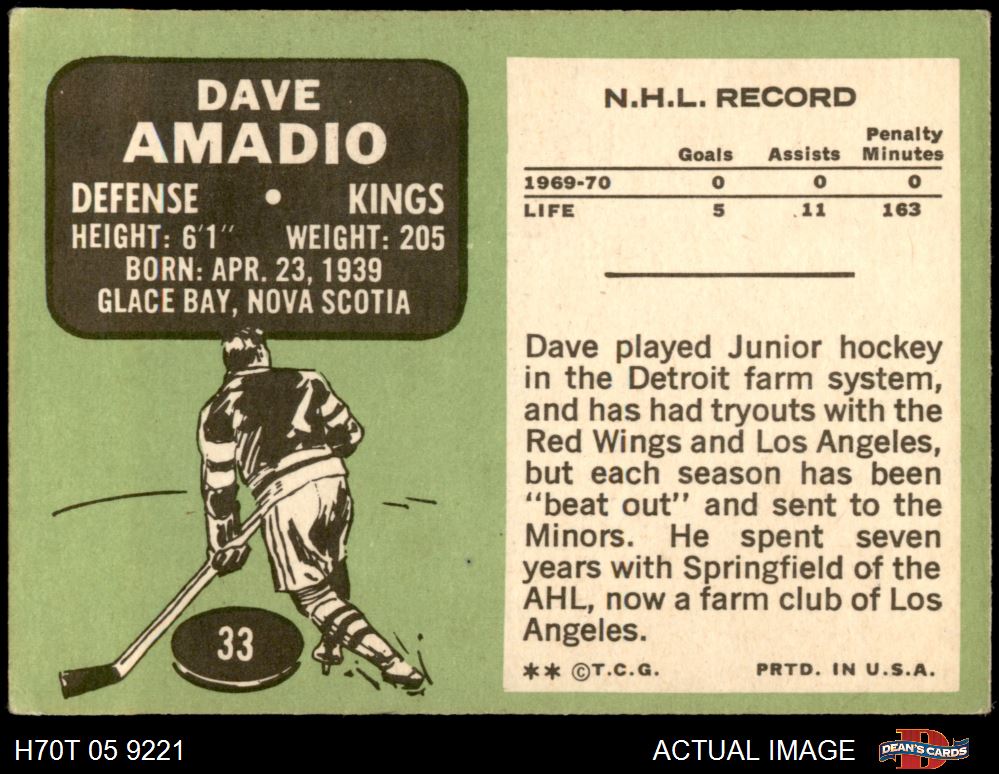 DAVE
AMADIO
DEFENSE • KINGS
HEIGHT: 6'1" WEIGHT: 205
BORN: APR. 23, 1939
GLACE BAY, NOVA SCOTIA
33
N.H.L. RECORD
Goals Assists Penalty Minutes
1969-70 0 0 0
LIFE 5 11 163
Dave played Junior hockey
in the Detroit farm system,
and has had tryouts with the
Red Wings and Los Angeles,
but each season has been
"beat out" and sent to the
Minors. He spent seven
years with Springfield of the
AHL, now a farm club of Los
Angeles.
** ©T.C.G. PRTD. IN U.S.A.
H70T 05 9221 ACTUAL IMAGE DEAN'S CARDS